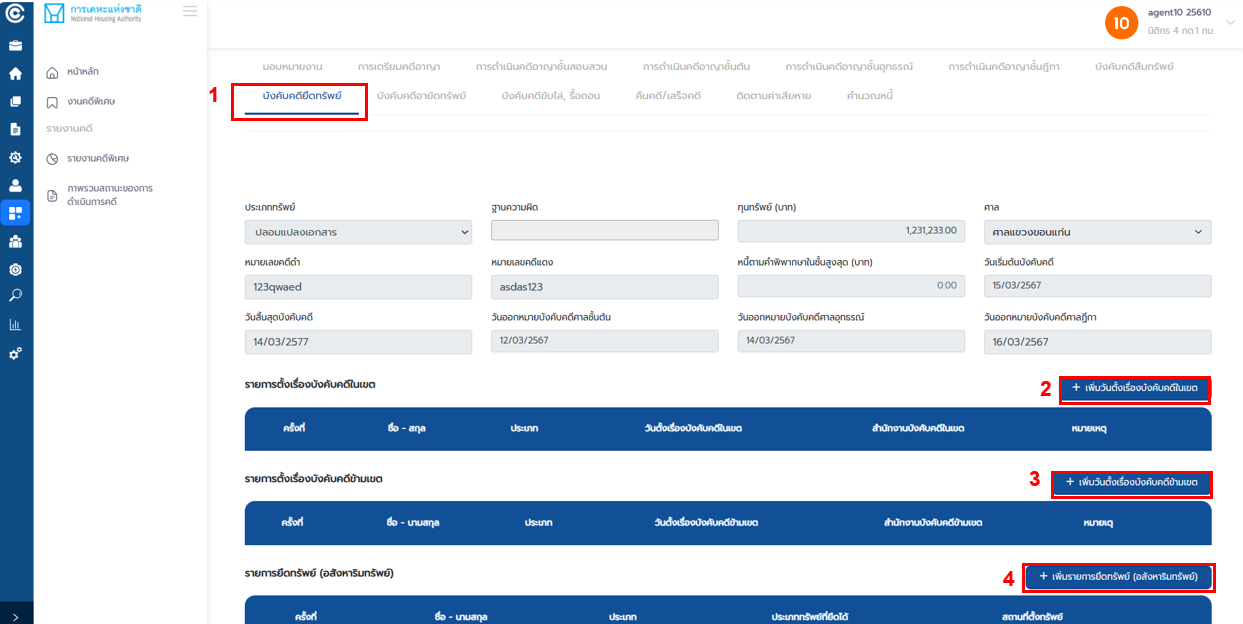 การเคหะแห่งชาติ
National Housing Authority
10
agent10 25610
นิติกร 4 กด.1 กม.
หน้าหลัก
งานคดีพิเศษ
รายงานคดี
รายงานคดีพิเศษ
ภาพรวมสถานะของการ
ดำเนินการคดี
มอบหมายงาน การเตรียมคดีอาญา การดำเนินคดีอาญาชั้นสอบสวน การดำเนินคดีอาญาชั้นต้น การดำเนินคดีอาญาชั้นอุทธรณ์ การดำเนินคดีอาญาชั้นฎีกา บังคับคดีสืบทรัพย์
1 บังคับคดียึดทรัพย์ บังคับคดีอายัดทรัพย์ บังคับคดีขับไล่, รื้อถอน คืนคดี/เสร็จคดี ติดตามค่าเสียหาย คำนวณหนี้
ประเภททรัพย์ ฐานความผิด ทุนทรัพย์ (บาท) ศาล
ปลอมแปลงเอกสาร 1,231,233.00 ศาลแขวงขอนแก่น
หมายเลขคดีดำ หมายเลขคดีแดง หนี้ตามคำพิพากษาในชั้นสูงสุด (บาท) วันเริ่มต้นบังคับคดี
123qwaed asdas123 0.00 15/03/2567
วันสิ้นสุดบังคับคดี วันออกหมายบังคับคดีศาลชั้นต้น วันออกหมายบังคับคดีศาลอุทธรณ์ วันออกหมายบังคับคดีศาลฎีกา
14/03/2577 12/03/2567 14/03/2567 16/03/2567
รายการตั้งเรื่องบังคับคดีในเขต 2 + เพิ่มวันตั้งเรื่องบังคับคดีในเขต
ครั้งที่ ชื่อ - สกุล ประเภท วันตั้งเรื่องบังคับคดีในเขต สำนักงานบังคับคดีในเขต หมายเหตุ
รายการตั้งเรื่องบังคับคดีข้ามเขต 3 + เพิ่มวันตั้งเรื่องบังคับคดีข้ามเขต
ครั้งที่ ชื่อ - นามสกุล ประเภท วันตั้งเรื่องบังคับคดีข้ามเขต สำนักงานบังคับคดีข้ามเขต หมายเตุ
รายการยึดทรัพย์ (อสังหาริมทรัพย์) 4 + เพิ่มรายการยึดทรัพย์ (อสังหาริมทรัพย์)
ครั้งที่ ชื่อ - นามสกุล ประเภท ประเภททรัพย์ที่ยึดได้ สถานที่ตั้งทรัพย์